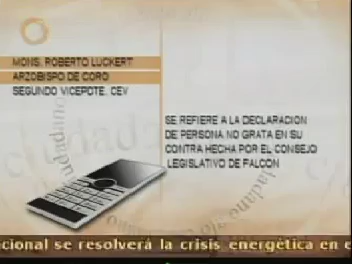 MONS. ROBERTO LUCKERT
ARZOBISPO DE CORO
SEGUNDO VICEPDTE. CEV
SE REFIERE A LA DECLARACION
DE PERSONA NO GRATA EN SU
CONTRA HECHA POR EL CONSEJO
LEGISLATIVO DE FALCON
cional se resolverá la crisis energética en e